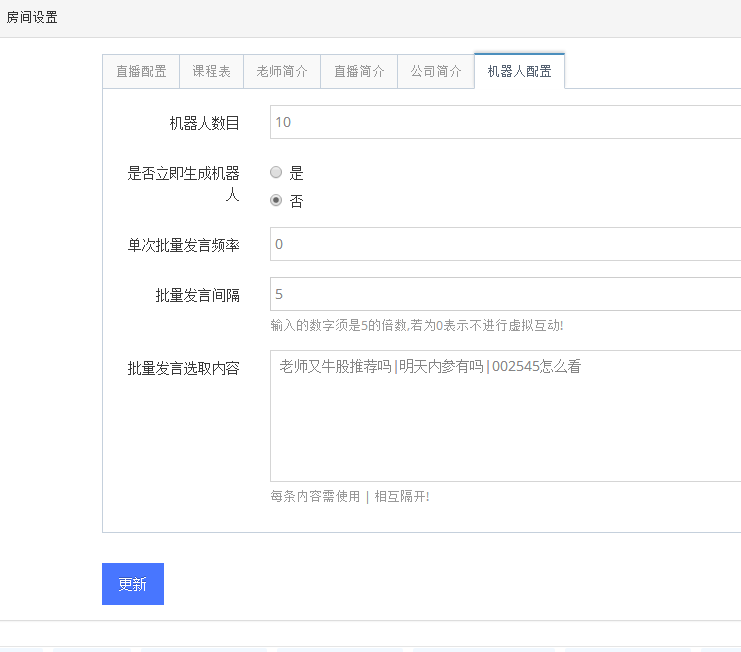 房间设置
直播配置 课程表 老师简介 直播简介 公司简介 机器人配置
机器人数目 10
是否立即生成机器人 是
否
单次批量发言频率 0
批量发言间隔 5
输入的数字须是5的倍数,若为0表示不进行虚拟互动!
批量发言选取内容 老师又牛股推荐吗|明天内参有吗|002545怎么看
每条内容需使用 | 相互隔开!
更新